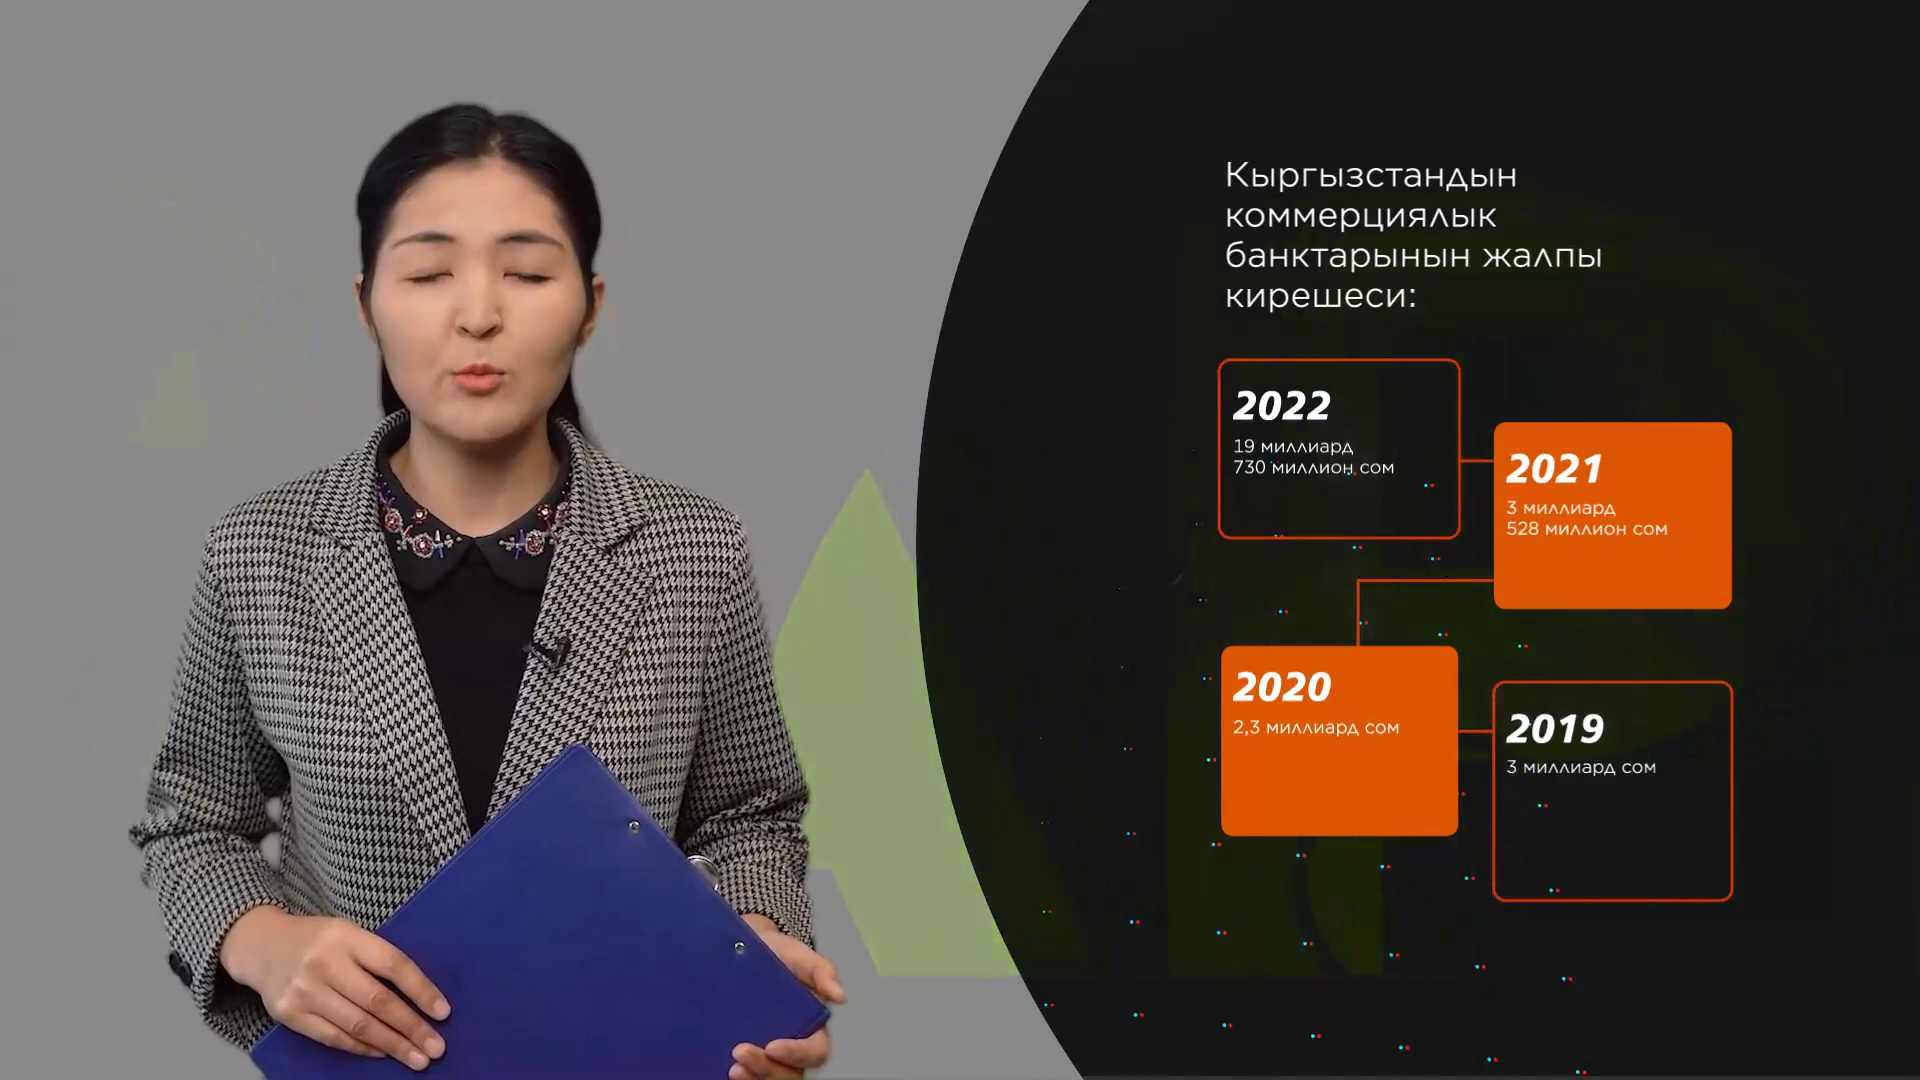 Кыргызстандын
коммерциялык
банктарынын жалпы
кирешеси:
2022
19 миллиард
730 миллион сом
2021
3 миллиард
528 миллион сом
2020
2,3 миллиард сом
2019
3 миллиард сом